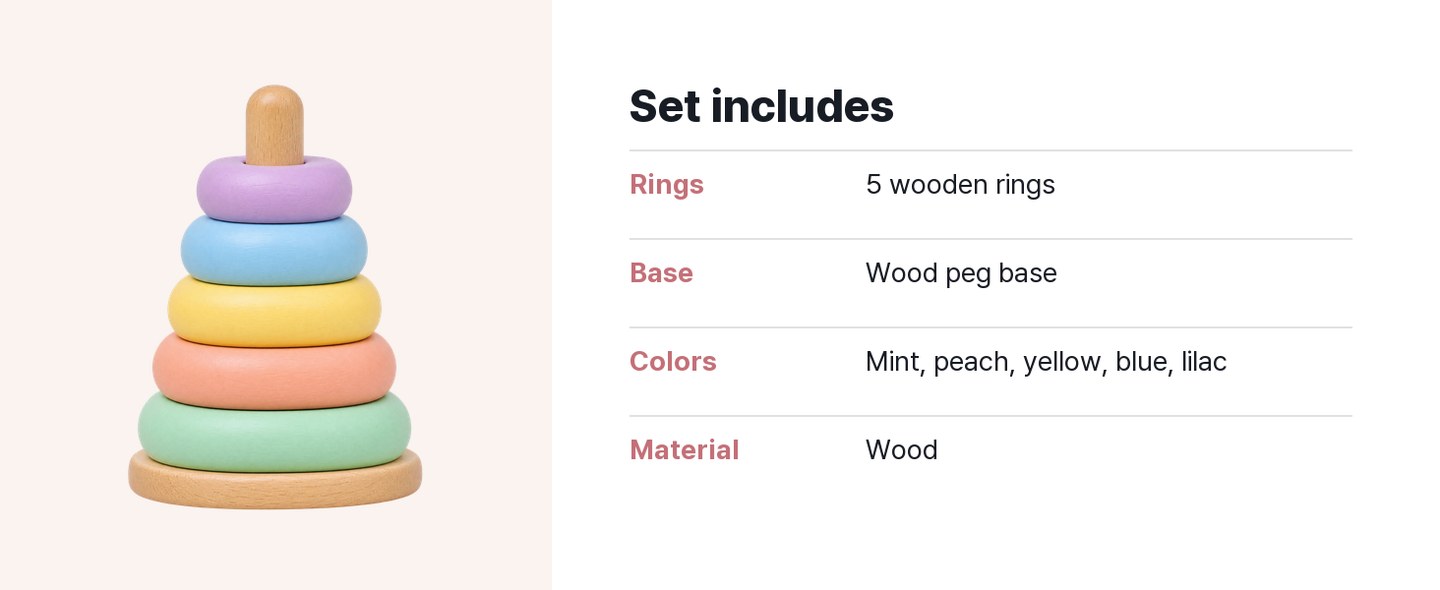 Set includes
Rings 5 wooden rings
Base Wood peg base
Colors Mint, peach, yellow, blue, lilac
Material Wood